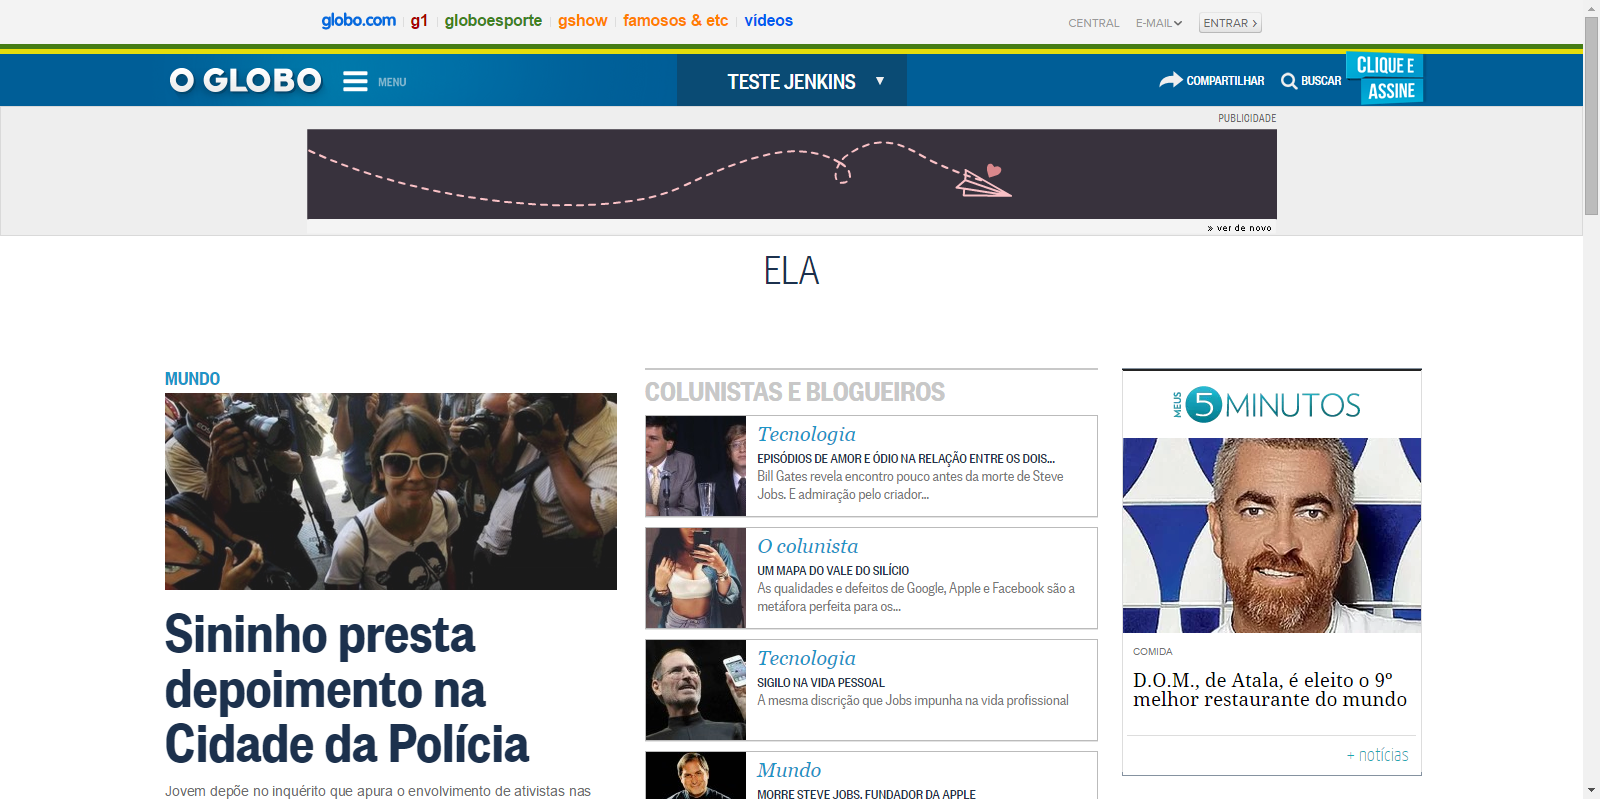 globo.com g1 globoesporte gshow famosos & etc vídeos CENTRAL E-MAIL ENTRAR
O GLOBO MENU TESTE JENKINS COMPARTILHAR BUSCAR CLIQUE E
ASSINE
PUBLICIDADE
» ver de novo
ELA
MUNDO
Sininho presta
depoimento na
Cidade da Polícia
Jovem depõe no inquérito que apura o envolvimento de ativistas nas
COLUNISTAS E BLOGUEIROS
Tecnologia
EPISÓDIOS DE AMOR E ÓDIO NA RELAÇÃO ENTRE OS DOIS...
Bill Gates revela encontro pouco antes da morte de Steve
Jobs. E admiração pelo criador...
O colunista
UM MAPA DO VALE DO SILÍCIO
As qualidades e defeitos de Google, Apple e Facebook são a
metáfora perfeita para os...
Tecnologia
SIGILO NA VIDA PESSOAL
A mesma discrição que Jobs impunha na vida profissional
Mundo
MORRE STEVE JOBS, FUNDADOR DA APPLE
MEUS 5 MINUTOS
COMIDA
D.O.M., de Atala, é eleito o 9º
melhor restaurante do mundo
+ notícias